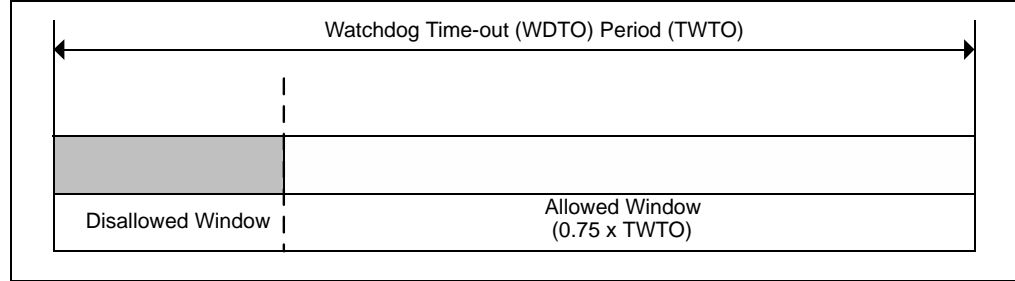 Watchdog Time-out (WDTO) Period (TWTO)
Disallowed Window
Allowed Window
(0.75 x TWTO)